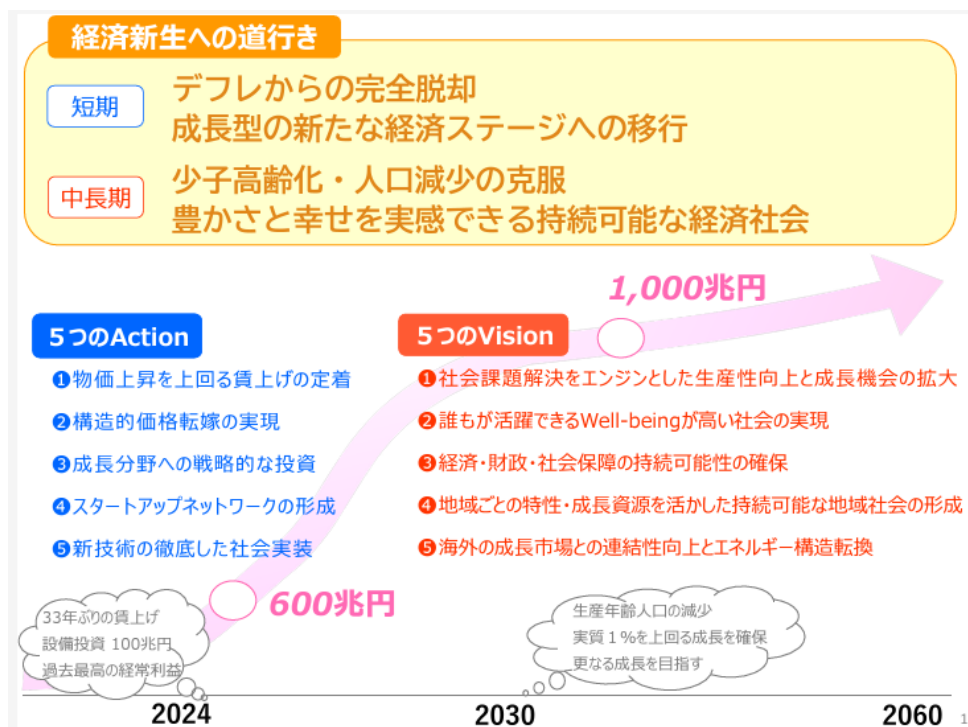 経済新生への道行き
短期
デフレからの完全脱却
成長型の新たな経済ステージへの移行
中長期
少子高齢化・人口減少の克服
豊かさと幸せを実感できる持続可能な経済社会
1,000兆円
5つのAction
❶物価上昇を上回る賃上げの定着
❷構造的価格転嫁の実現
❸成長分野への戦略的な投資
❹スタートアップネットワークの形成
❺新技術の徹底した社会実装
5つのVision
❶社会課題解決をエンジンとした生産性向上と成長機会の拡大
❷誰もが活躍できるWell-beingが高い社会の実現
❸経済・財政・社会保障の持続可能性の確保
❹地域ごとの特性・成長資源を活かした持続可能な地域社会の形成
❺海外の成長市場との連結性向上とエネルギー構造転換
600兆円
33年ぶりの賃上げ
設備投資 100兆円
過去最高の経常利益
生産年齢人口の減少
実質1%を上回る成長を確保
更なる成長を目指す
2024
2030
2060
1